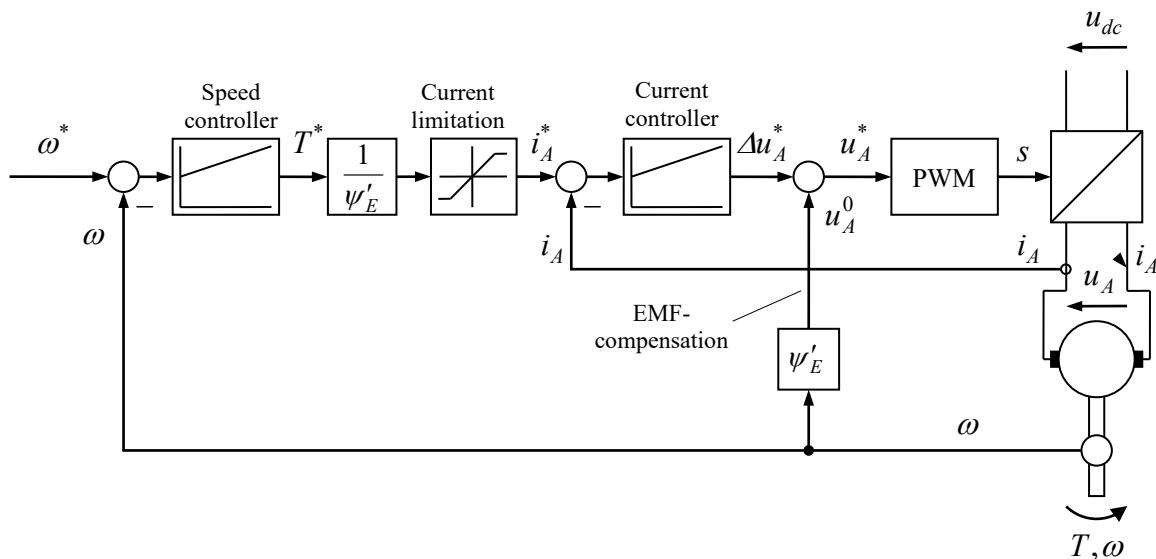 u_dc
Speed
controller
Current
limitation
Current
controller
ω*
T*
i_A*
Δu_A*
u_A*
s
1
ψ′_E
PWM
−
−
u_A^0
ω
i_A
i_A
i_A
u_A
EMF-
compensation
ψ′_E
ω
T, ω